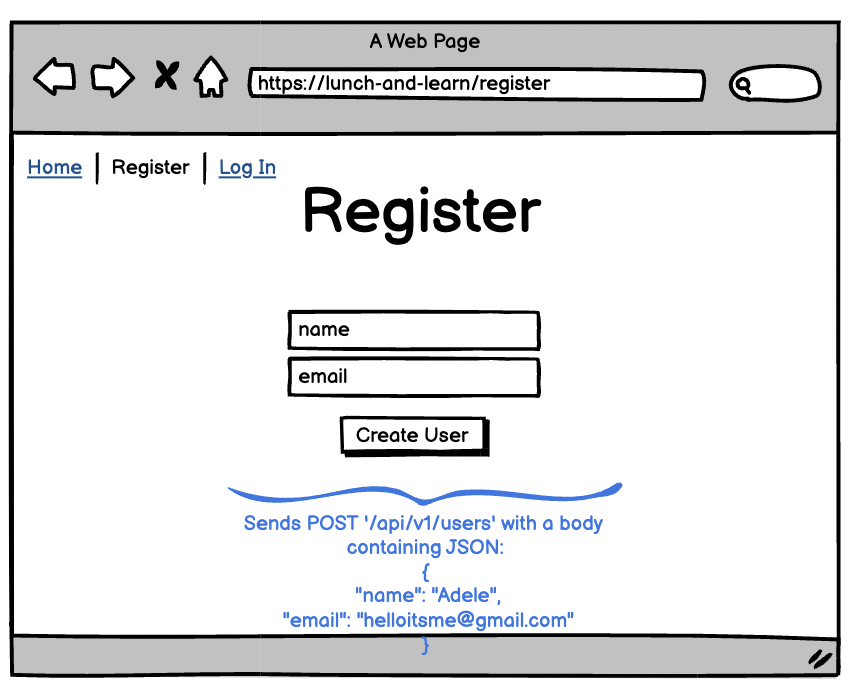 A Web Page
https://lunch-and-learn/register
Home | Register | Log In
Register
name
email
Create User
Sends POST '/api/v1/users' with a body
containing JSON:
{
"name": "Adele",
"email": "helloitsme@gmail.com"
}